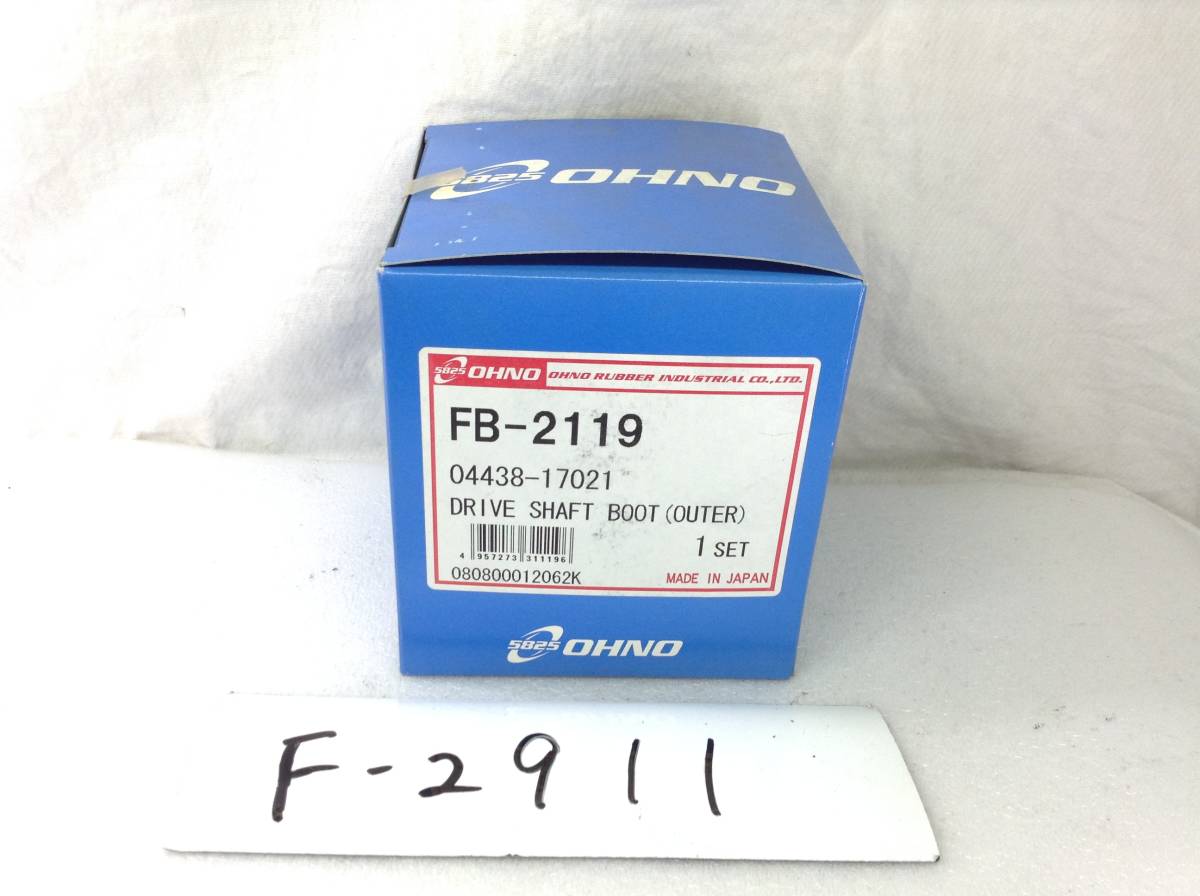 5825 OHNO
5825 OHNO OHNO RUBBER INDUSTRIAL CO.,LTD.
FB-2119
04438-17021
DRIVE SHAFT BOOT(OUTER)
4 957273 311196
1 SET
080800012062K
MADE IN JAPAN
5825 OHNO
F-2911